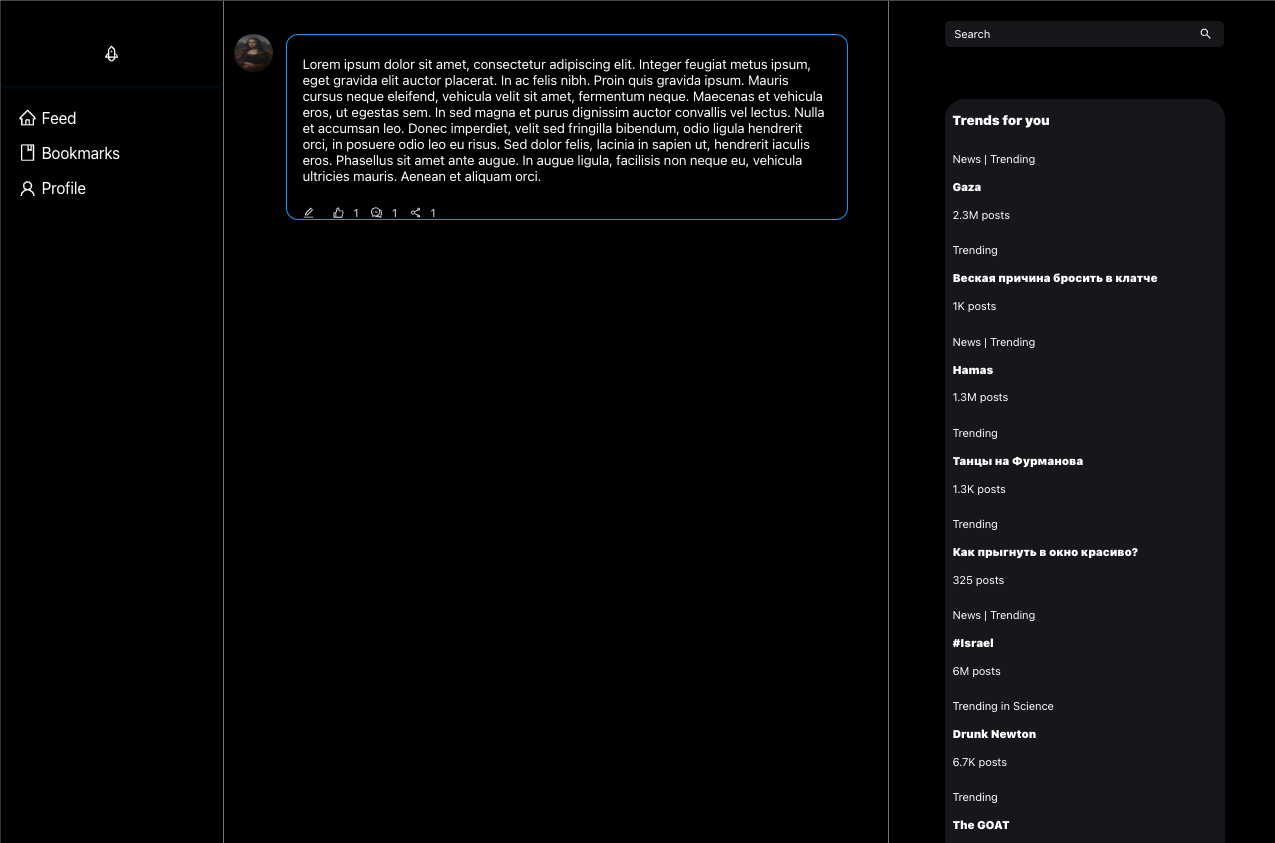 Feed
Bookmarks
Profile
Lorem ipsum dolor sit amet, consectetur adipiscing elit. Integer feugiat metus ipsum,
eget gravida elit auctor placerat. In ac felis nibh. Proin quis gravida ipsum. Mauris
cursus neque eleifend, vehicula velit sit amet, fermentum neque. Maecenas et vehicula
eros, ut egestas sem. In sed magna et purus dignissim auctor convallis vel lectus. Nulla
et accumsan leo. Donec imperdiet, velit sed fringilla bibendum, odio ligula hendrerit
orci, in posuere odio leo eu risus. Sed dolor felis, lacinia in sapien ut, hendrerit iaculis
eros. Phasellus sit amet ante augue. In augue ligula, facilisis non neque eu, vehicula
ultricies mauris. Aenean et aliquam orci.
1 1 1
Search
Trends for you
News | Trending
Gaza
2.3M posts
Trending
Веская причина бросить в клатче
1K posts
News | Trending
Hamas
1.3M posts
Trending
Танцы на Фурманова
1.3K posts
Trending
Как прыгнуть в окно красиво?
325 posts
News | Trending
#Israel
6M posts
Trending in Science
Drunk Newton
6.7K posts
Trending
The GOAT